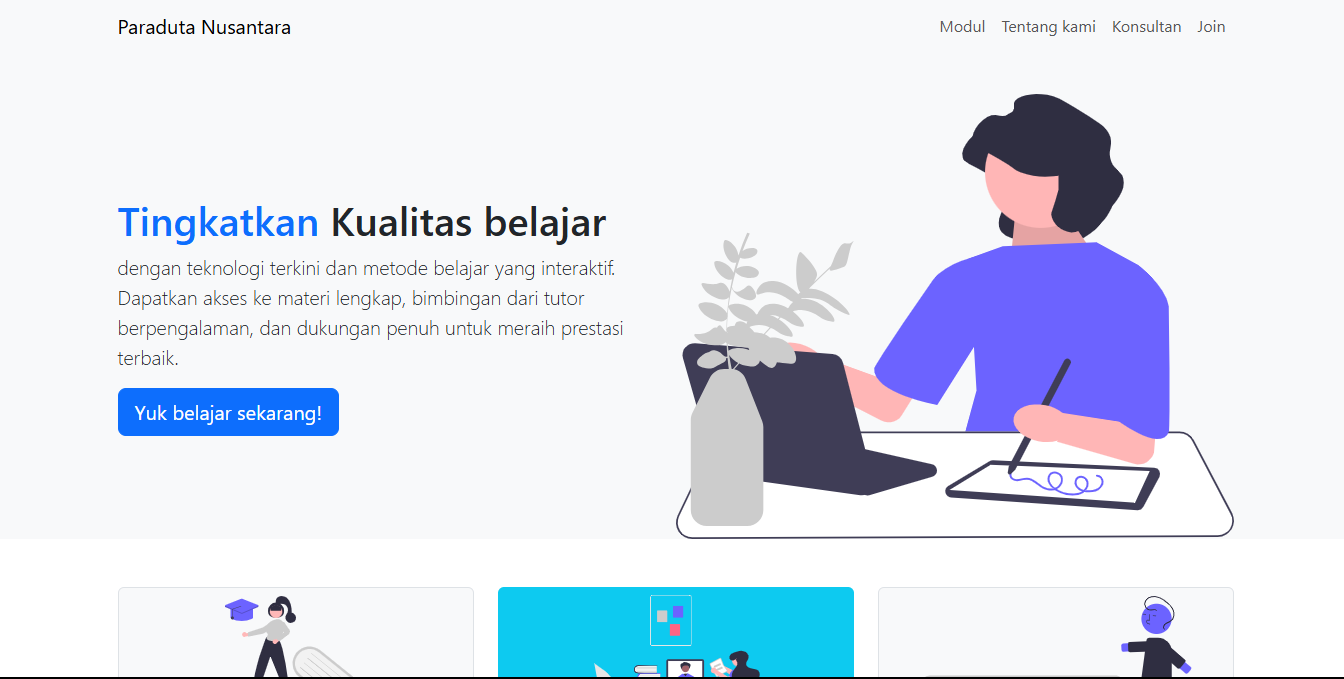 Paraduta Nusantara
Modul Tentang kami Konsultan Join
Tingkatkan Kualitas belajar
dengan teknologi terkini dan metode belajar yang interaktif.
Dapatkan akses ke materi lengkap, bimbingan dari tutor
berpengalaman, dan dukungan penuh untuk meraih prestasi
terbaik.
Yuk belajar sekarang!